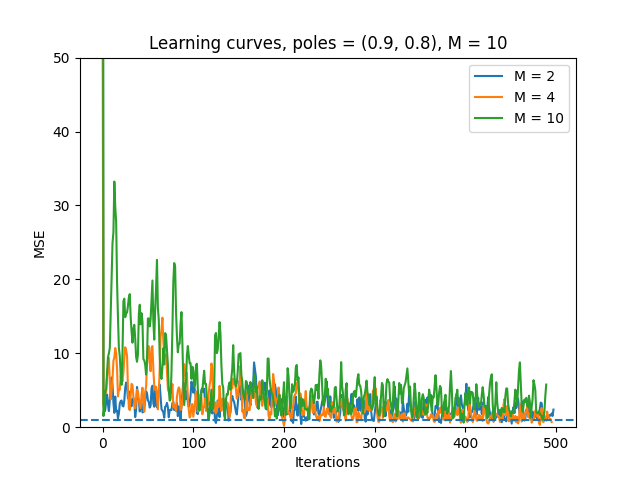 Learning curves, poles = (0.9, 0.8), M = 10
M = 2
M = 4
M = 10
MSE
50
40
30
20
10
0
0 100 200 300 400 500
Iterations